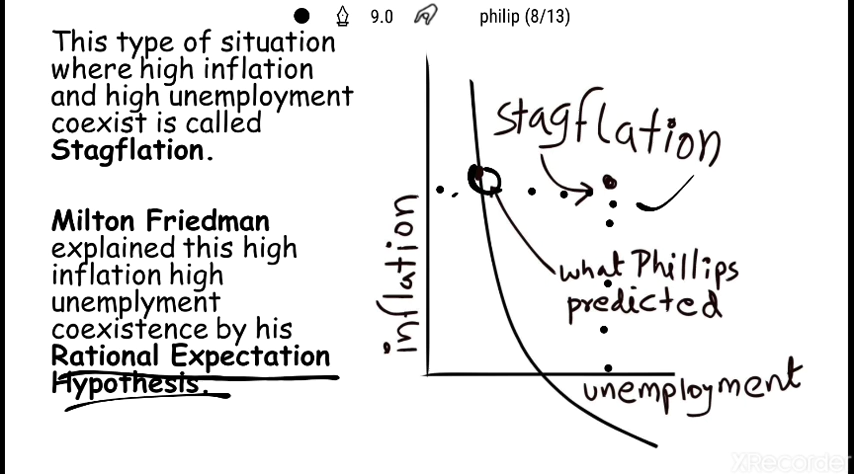 9.0 philip (8/13)
This type of situation
where high inflation
and high unemployment
coexist is called
Stagflation.
Milton Friedman
explained this high
inflation high
unemplyment
coexistence by his
Rational Expectation
Hypothesis.
stagflation
inflation
what Phillips
predicted
unemployment
XRecorder